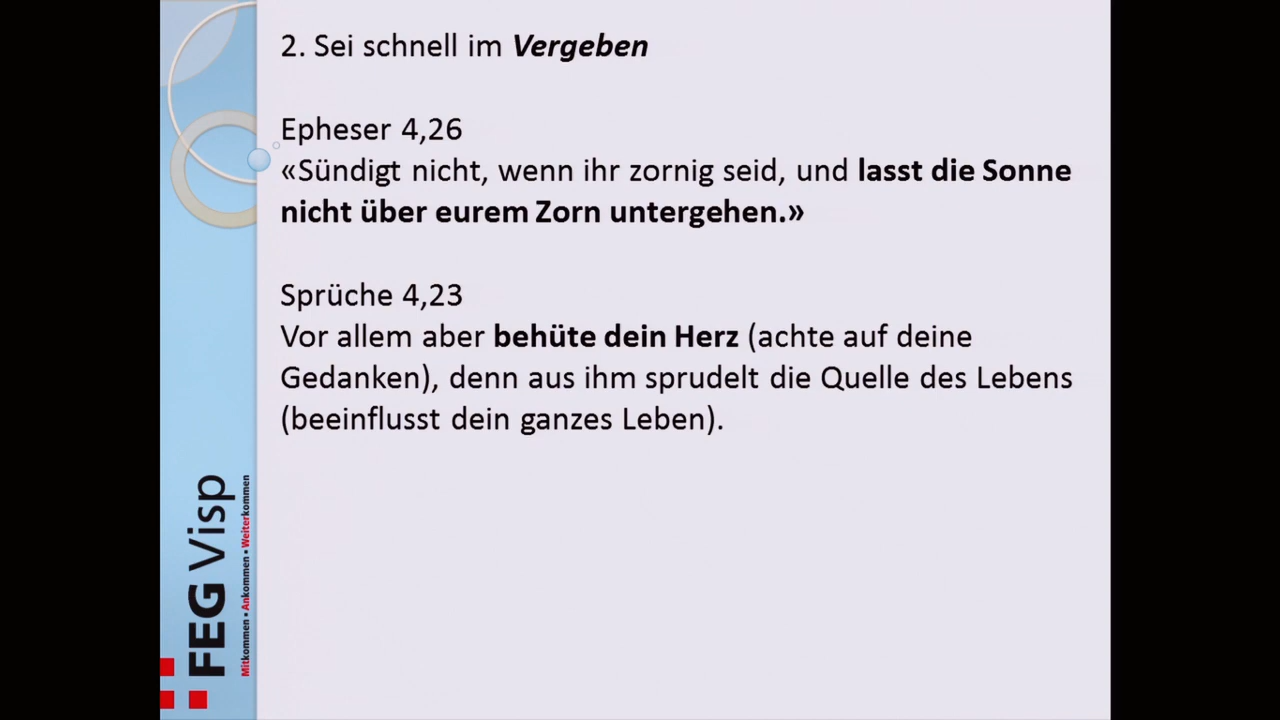 2. Sei schnell im Vergeben
Epheser 4,26
«Sündigt nicht, wenn ihr zornig seid, und lasst die Sonne
nicht über eurem Zorn untergehen.»
Sprüche 4,23
Vor allem aber behüte dein Herz (achte auf deine
Gedanken), denn aus ihm sprudelt die Quelle des Lebens
(beeinflusst dein ganzes Leben).
FEG Visp
Mitkommen • Ankommen • Weiterkommen